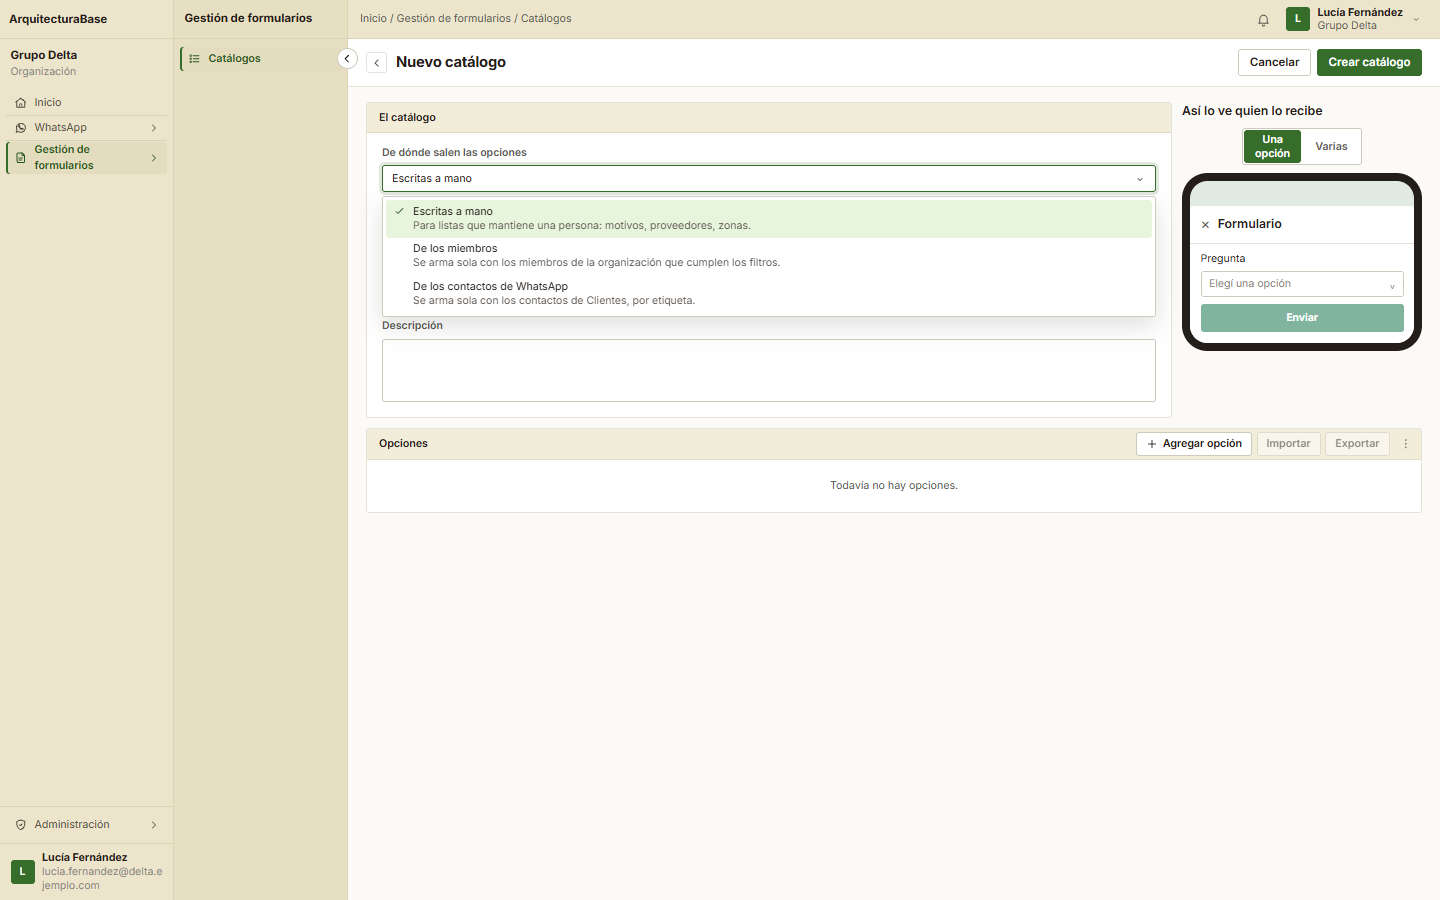 ArquitecturaBase
Gestión de formularios
Inicio / Gestión de formularios / Catálogos
L
Lucía Fernández
Grupo Delta
Grupo Delta
Organización
Inicio
WhatsApp
Gestión de
formularios
Catálogos
Nuevo catálogo
Cancelar
Crear catálogo
El catálogo
De dónde salen las opciones
Escritas a mano
Escritas a mano
Para listas que mantiene una persona: motivos, proveedores, zonas.
De los miembros
Se arma sola con los miembros de la organización que cumplen los filtros.
De los contactos de WhatsApp
Se arma sola con los contactos de Clientes, por etiqueta.
Descripción
Así lo ve quien lo recibe
Una
opción
Varias
Formulario
Pregunta
Elegí una opción
Enviar
Opciones
Agregar opción
Importar
Exportar
Todavía no hay opciones.
Administración
L
Lucía Fernández
lucia.fernandez@delta.e
jemplo.com